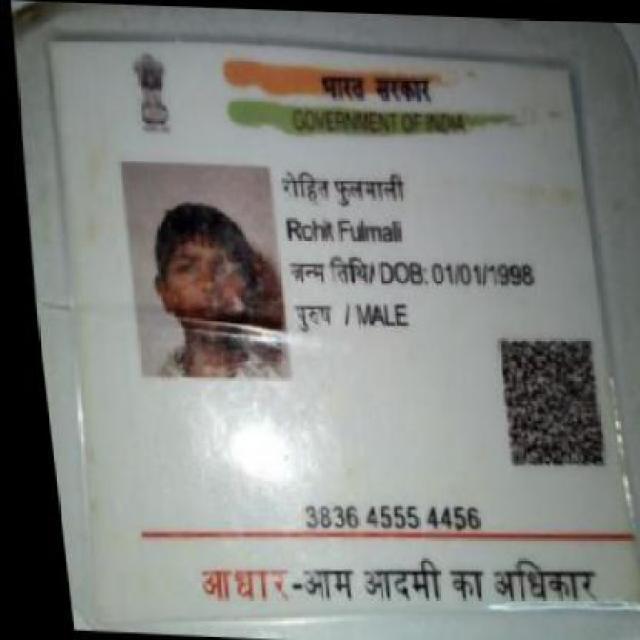 भारत सरकार
GOVERNMENT OF INDIA
रोहित फुलमाली
Rohit Fulmali
जन्म तिथि/ DOB: 01/01/1998
पुरुष / MALE
3836 4555 4456
आधार-आम आदमी का अधिकार